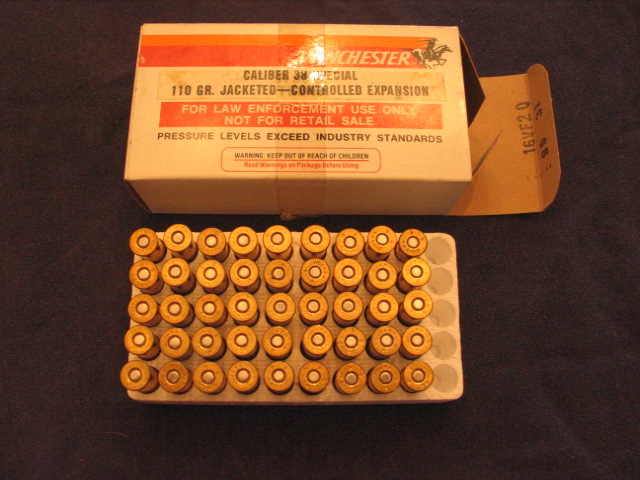 WINCHESTER
CALIBER 38 SPECIAL
110 GR. JACKETED—CONTROLLED EXPANSION
FOR LAW ENFORCEMENT USE ONLY
NOT FOR RETAIL SALE
PRESSURE LEVELS EXCEED INDUSTRY STANDARDS
WARNING: KEEP OUT OF REACH OF CHILDREN
Read Warnings on Package Before Using